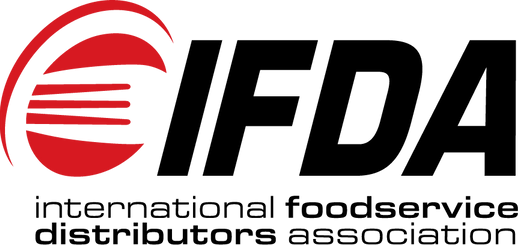 IFDA
international foodservice
distributors association